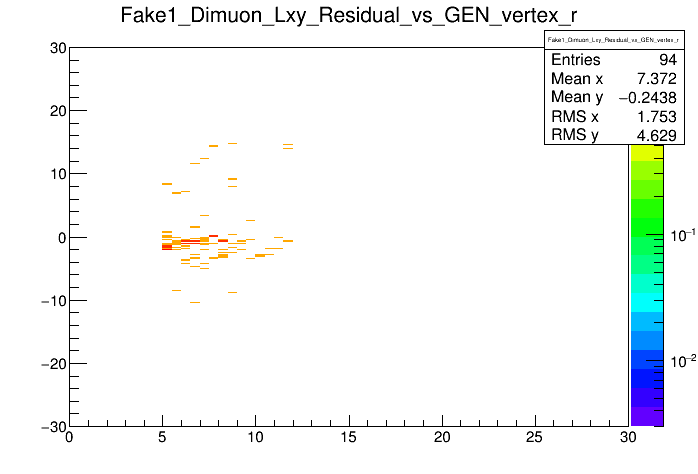 Fake1_Dimuon_Lxy_Residual_vs_GEN_vertex_r
Fake1_Dimuon_Lxy_Residual_vs_GEN_vertex_r
Entries 94
Mean x 7.372
Mean y −0.2438
RMS x 1.753
RMS y 4.629
30
20
10
0
−10
−20
−30
0 5 10 15 20 25 30
10⁻¹
10⁻²